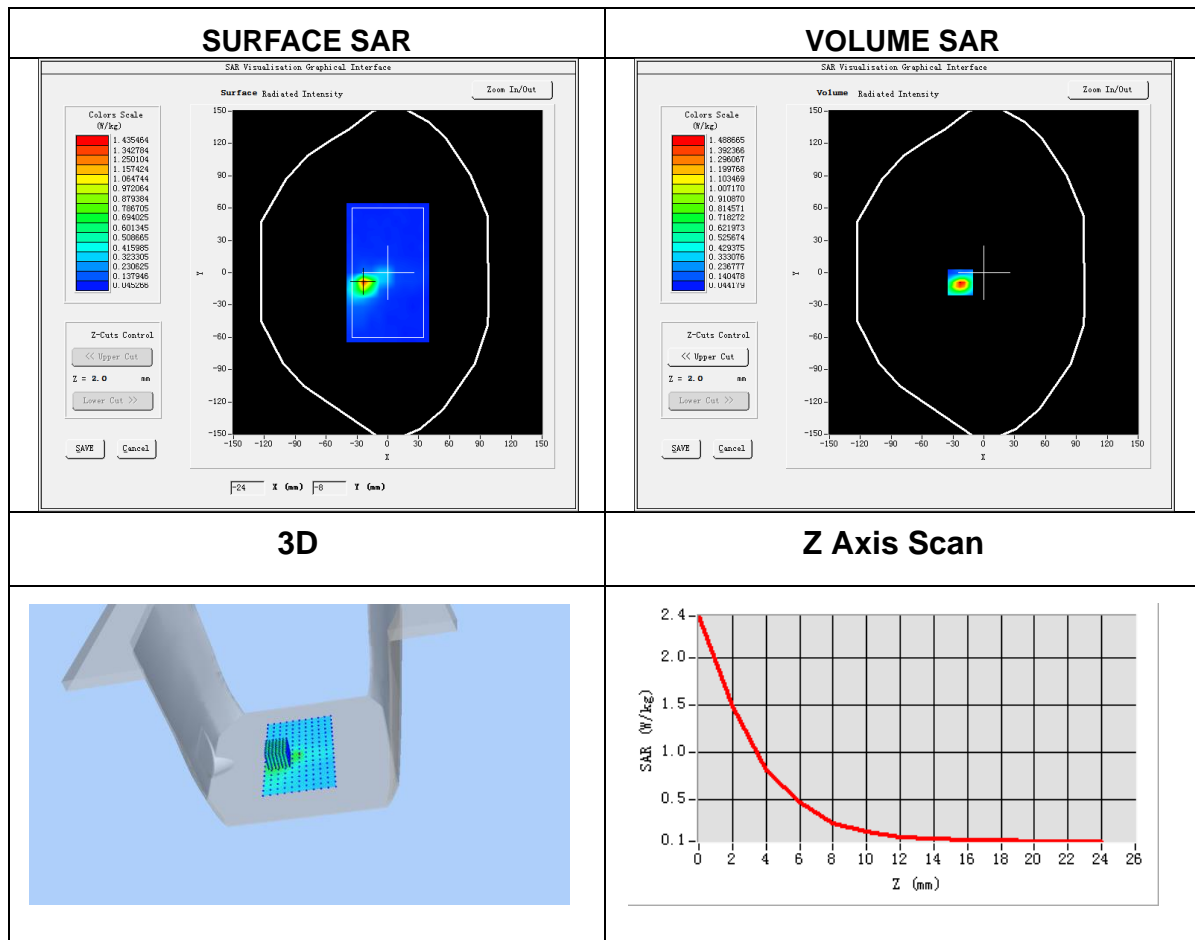 SURFACE SAR
SAR Visualisation Graphical Interface
Surface Radiated Intensity
Zoom In/Out
Colors Scale
(W/kg)
1.435464
1.342784
1.250104
1.157424
1.064744
0.972064
0.879384
0.786705
0.694025
0.601345
0.508665
0.415985
0.323305
0.230625
0.137946
0.045266
Z-Cuts Control
<< Upper Cut
Z = 2.0 mm
Lower Cut >>
SAVE
Cancel
150
120
90
60
30
0
-30
-60
-90
-120
-150
Y
-150 -120 -90 -60 -30 0 30 60 90 120 150
X
-24 X (mm) -8 Y (mm)
VOLUME SAR
SAR Visualisation Graphical Interface
Volume Radiated Intensity
Zoom In/Out
Colors Scale
(W/kg)
1.488665
1.392366
1.296067
1.199768
1.103469
1.007170
0.910870
0.814571
0.718272
0.621973
0.525674
0.429375
0.333076
0.236777
0.140478
0.044179
Z-Cuts Control
<< Upper Cut
Z = 2.0 mm
Lower Cut >>
SAVE
Cancel
150
120
90
60
30
0
-30
-60
-90
-120
-150
Y
-150 -120 -90 -60 -30 0 30 60 90 120 150
X
3D
Z Axis Scan
2.4
2.0
1.5
1.0
0.5
0.1
SAR (W/kg)
0 2 4 6 8 10 12 14 16 18 20 22 24 26
Z (mm)